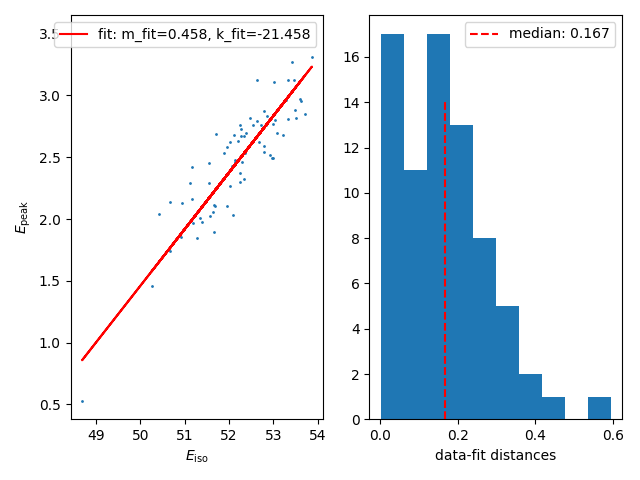 fit: m_fit=0.458, k_fit=-21.458
3.5
3.0
2.5
2.0
1.5
1.0
0.5
E_peak
49 50 51 52 53 54
E_iso
median: 0.167
16
14
12
10
8
6
4
2
0
0.0 0.2 0.4 0.6
data-fit distances